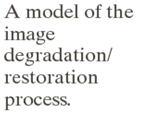 A model of the
image
degradation/
restoration
process.